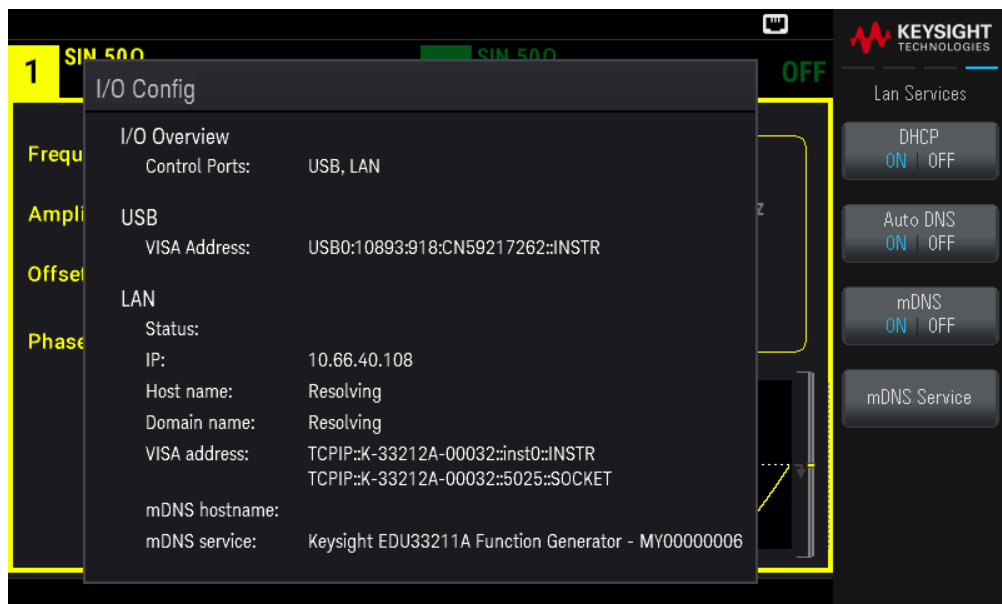 KEYSIGHT
TECHNOLOGIES
1
SIN 50Ω
SIN 50Ω
OFF
I/O Config
I/O Overview
Control Ports: USB, LAN
USB
VISA Address: USB0::10893::918::CN59217262::INSTR
LAN
Status:
IP: 10.66.40.108
Host name: Resolving
Domain name: Resolving
VISA address: TCPIP::K-33212A-00032::inst0::INSTR
TCPIP::K-33212A-00032::5025::SOCKET
mDNS hostname:
mDNS service: Keysight EDU33211A Function Generator - MY00000006
Frequ
Ampli
Offset
Phase
z
Lan Services
DHCP
ON | OFF
Auto DNS
ON | OFF
mDNS
ON | OFF
mDNS Service